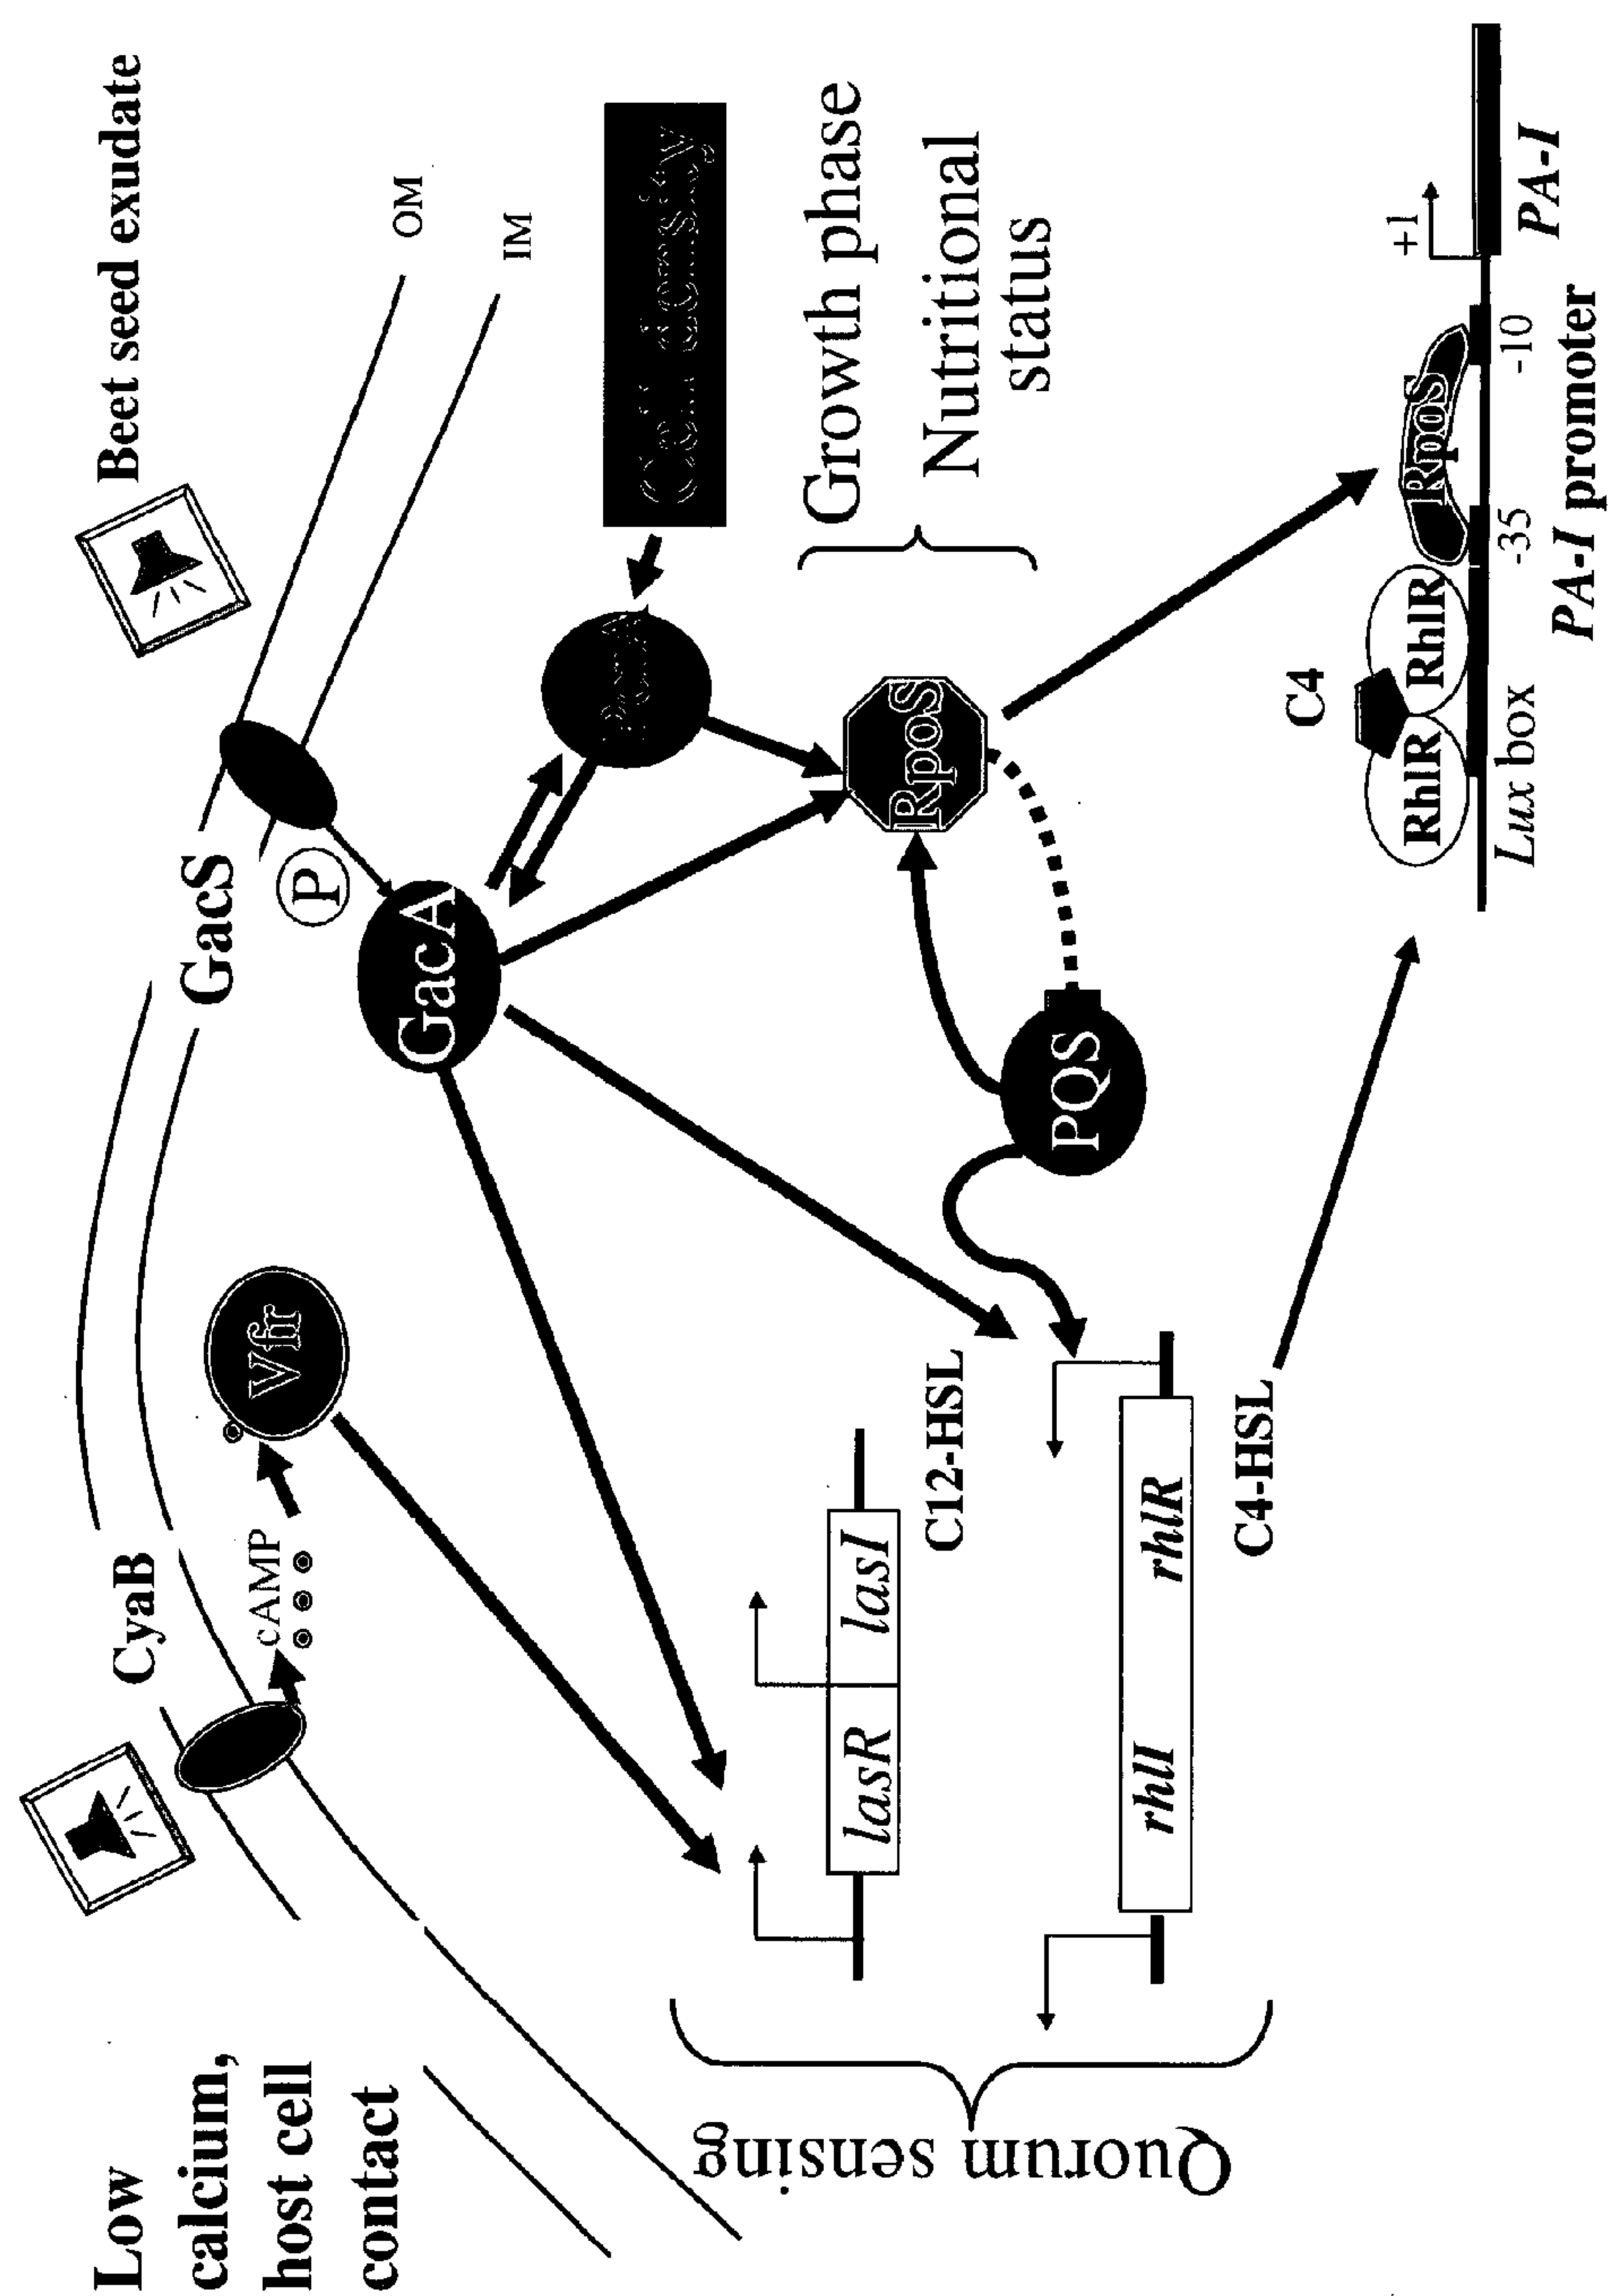 Low
calcium,
host cell
contact
CyaB
cAMP
Vfr
GacS
P
GacA
Beet seed exudate
OM
IM
Cell density
Growth phase
Nutritional
status
RpoS
PQS
Quorum sensing
lasR lasI
C12-HSL
rhlI rhlR
C4-HSL
C4
RhlR RhlR RpoS
+1
Lux box -35 -10 PA-I
PA-I promoter